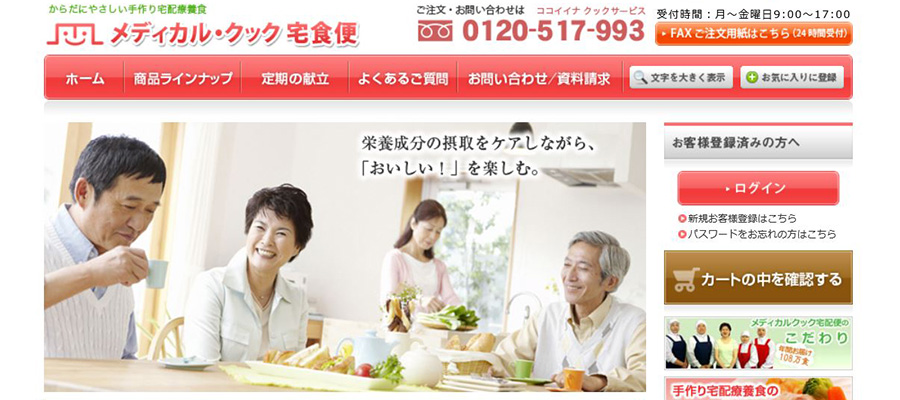 からだにやさしい手作り宅配療養食
メディカル・クック 宅食便
ご注文・お問い合わせは ココイイナ クックサービス
0120-517-993
受付時間：月～金曜日9:00～17:00
FAXご注文用紙はこちら（24時間受付）
ホーム
商品ラインナップ
定期の献立
よくあるご質問
お問い合わせ/資料請求
文字を大きく表示
お気に入りに登録
栄養成分の摂取をケアしながら、
「おいしい！」を楽しむ。
お客様登録済みの方へ
ログイン
新規お客様登録はこちら
パスワードをお忘れの方はこちら
カートの中を確認する
メディカルクック宅配便の
こだわり
年間お届け
108万食
手作り宅配療養食の